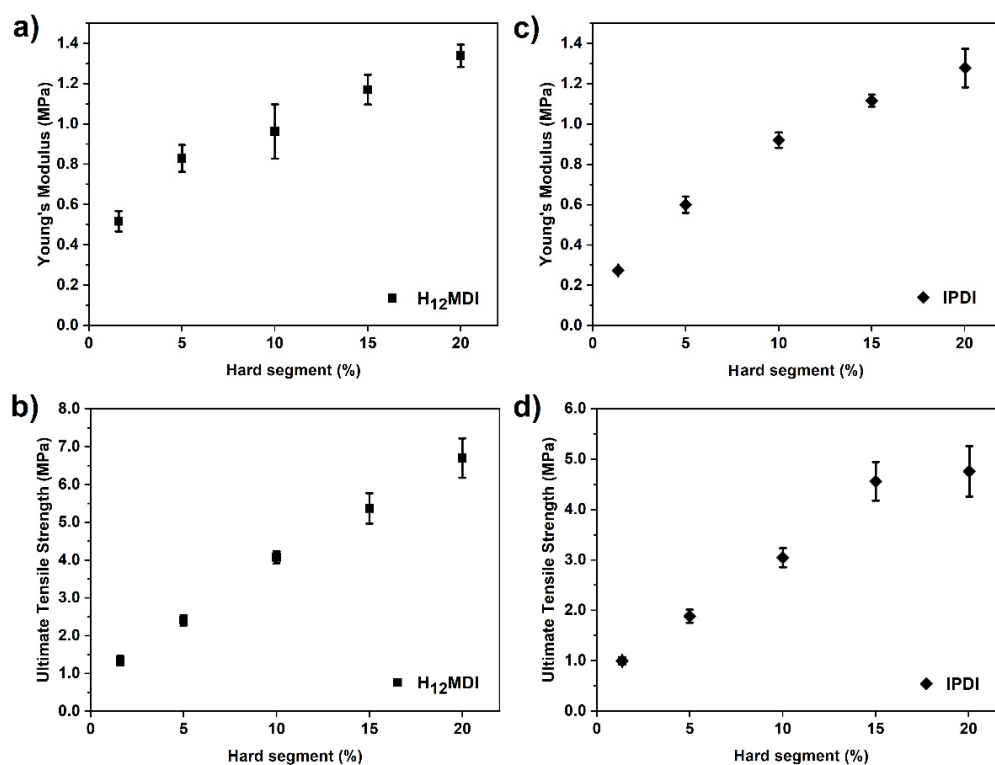 a)
1.4
1.2
1.0
0.8
0.6
0.4
0.2
0.0
Young's Modulus (MPa)
H12MDI
0 5 10 15 20
Hard segment (%)
c)
1.4
1.2
1.0
0.8
0.6
0.4
0.2
0.0
Young's Modulus (MPa)
IPDI
0 5 10 15 20
Hard segment (%)
b)
8.0
7.0
6.0
5.0
4.0
3.0
2.0
1.0
0.0
Ultimate Tensile Strength (MPa)
H12MDI
0 5 10 15 20
Hard segment (%)
d)
6.0
5.0
4.0
3.0
2.0
1.0
0.0
Ultimate Tensile Strength (MPa)
IPDI
0 5 10 15 20
Hard segment (%)